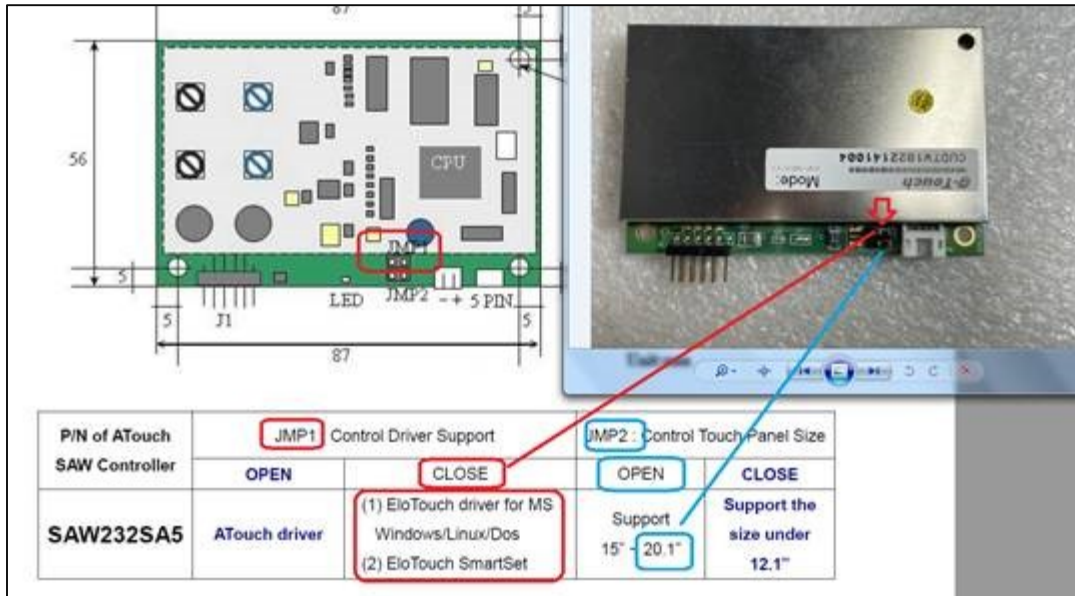 87
5
56
CPU
JMP1
5
LED
JMP2
- +
5 PIN
5
J1
5
87
Mode:
CUDTV1822141004
P/N of ATouch SAW Controller
JMP1 : Control Driver Support
JMP2 : Control Touch Panel Size
OPEN
CLOSE
OPEN
CLOSE
SAW232SA5
ATouch driver
(1) EloTouch driver for MS
Windows/Linux/Dos
(2) EloTouch SmartSet
Support
15" - 20.1"
Support the
size under
12.1"